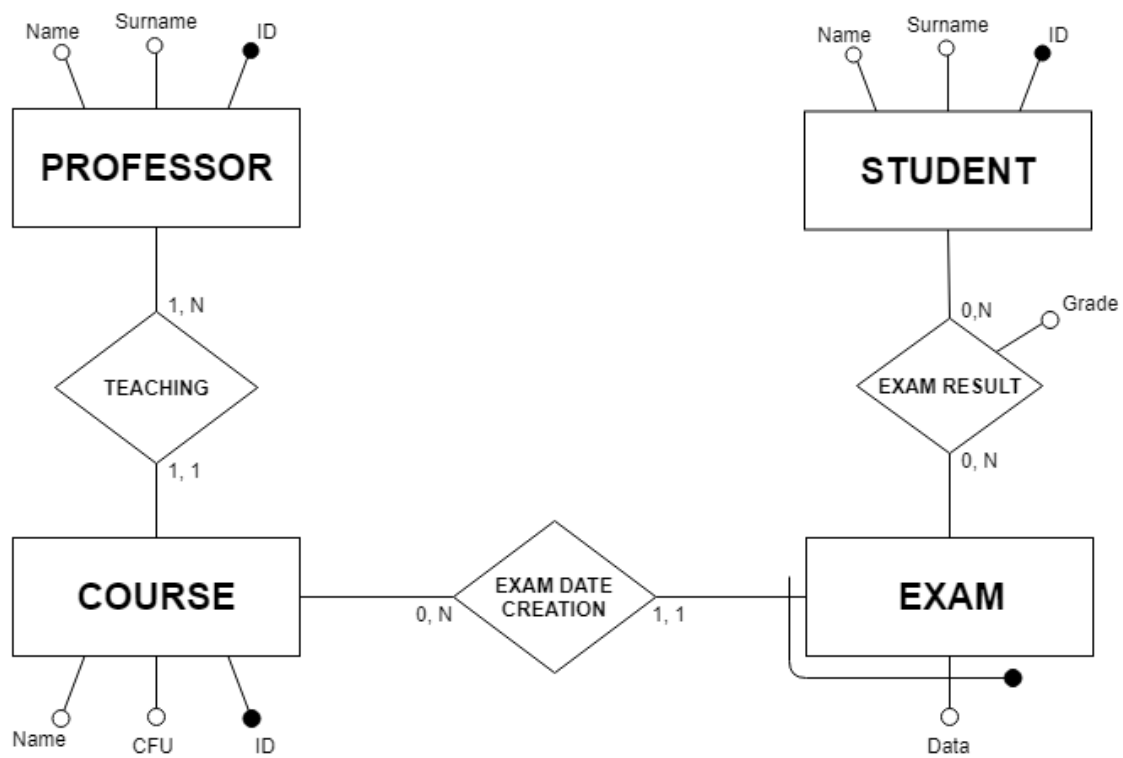 Name
Surname
ID
PROFESSOR
1, N
TEACHING
1, 1
COURSE
Name
CFU
ID
0, N
EXAM DATE
CREATION
1, 1
Name
Surname
ID
STUDENT
0,N
Grade
EXAM RESULT
0, N
EXAM
Data